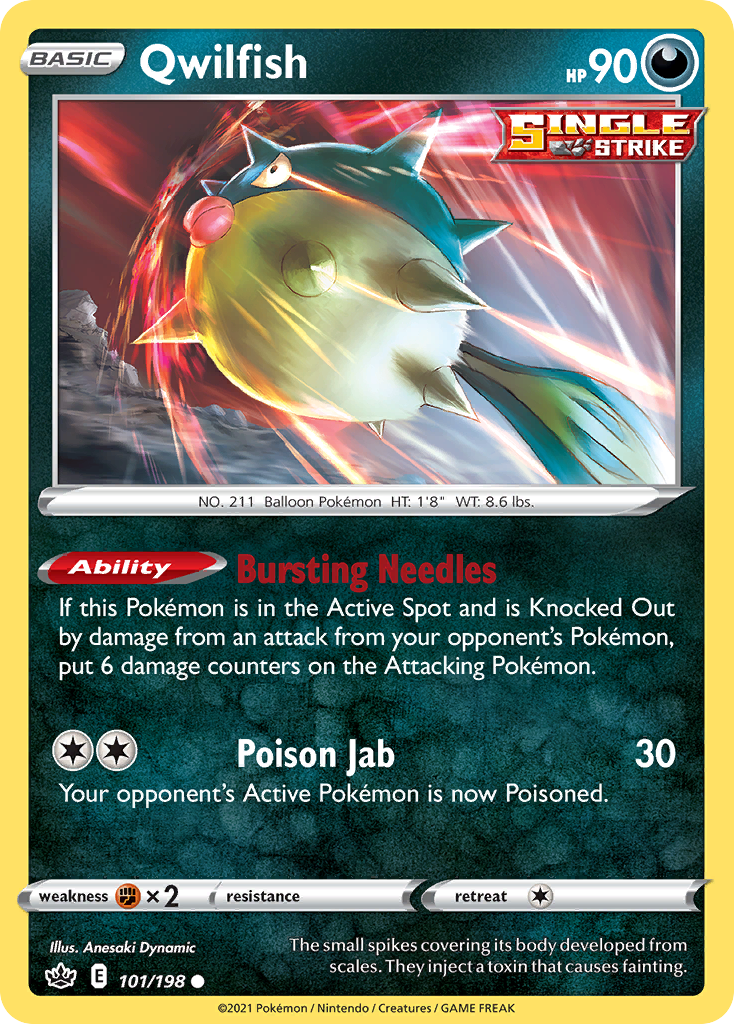 BASIC Qwilfish HP 90
SINGLE
STRIKE
NO. 211 Balloon Pokémon HT: 1'8" WT: 8.6 lbs.
Ability Bursting Needles
If this Pokémon is in the Active Spot and is Knocked Out
by damage from an attack from your opponent's Pokémon,
put 6 damage counters on the Attacking Pokémon.
Poison Jab 30
Your opponent's Active Pokémon is now Poisoned.
weakness ×2 resistance retreat
Illus. Anesaki Dynamic
The small spikes covering its body developed from
scales. They inject a toxin that causes fainting.
E 101/198
©2021 Pokémon / Nintendo / Creatures / GAME FREAK